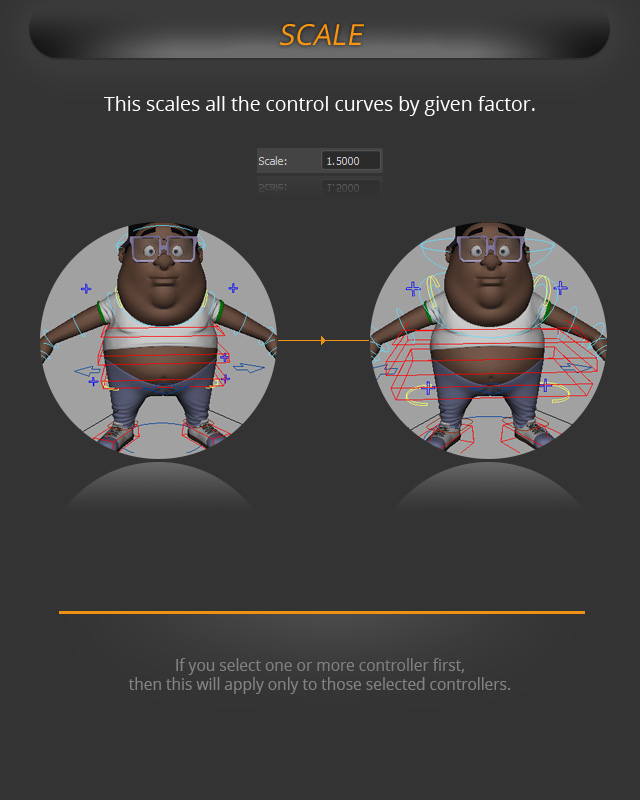 SCALE
This scales all the control curves by given factor.
Scale: 1.5000
If you select one or more controller first,
then this will apply only to those selected controllers.